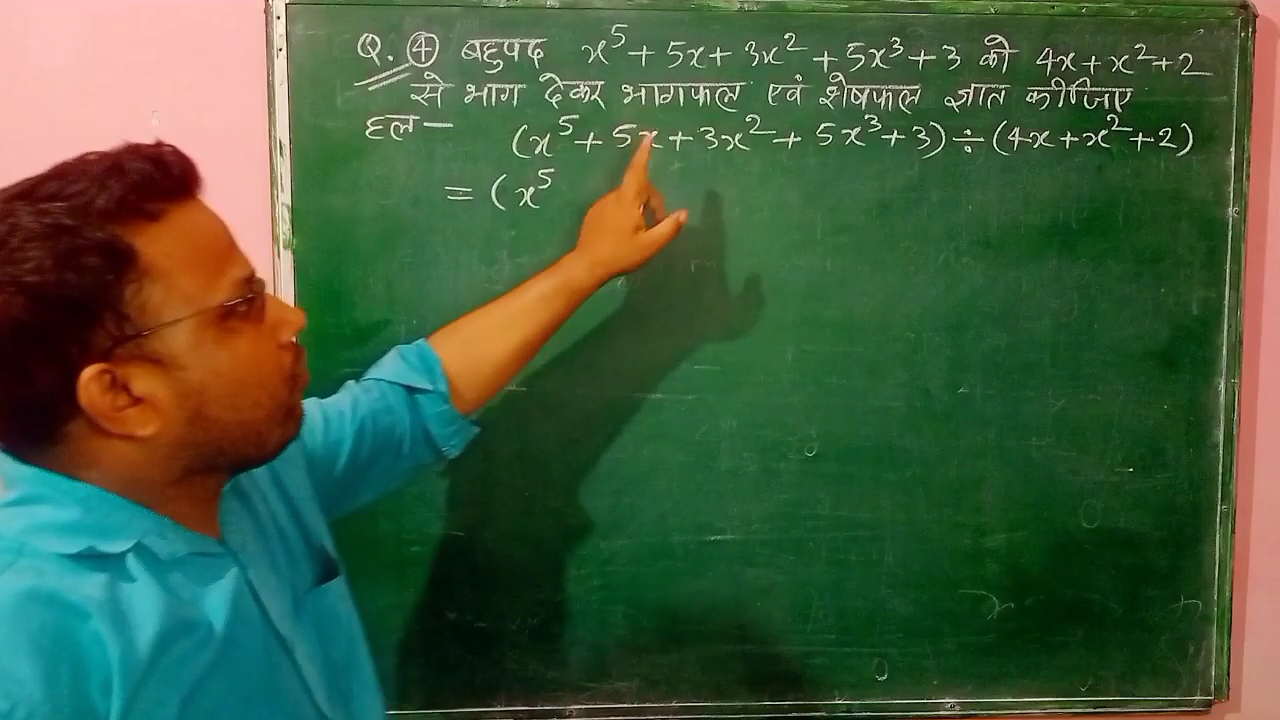 Q. ④ बहुपद x⁵ + 5x + 3x² + 5x³ + 3 को 4x + x² + 2
से भाग देकर भागफल एवं शेषफल ज्ञात कीजिए
हल — (x⁵ + 5x + 3x² + 5x³ + 3) ÷ (4x + x² + 2)
= (x⁵